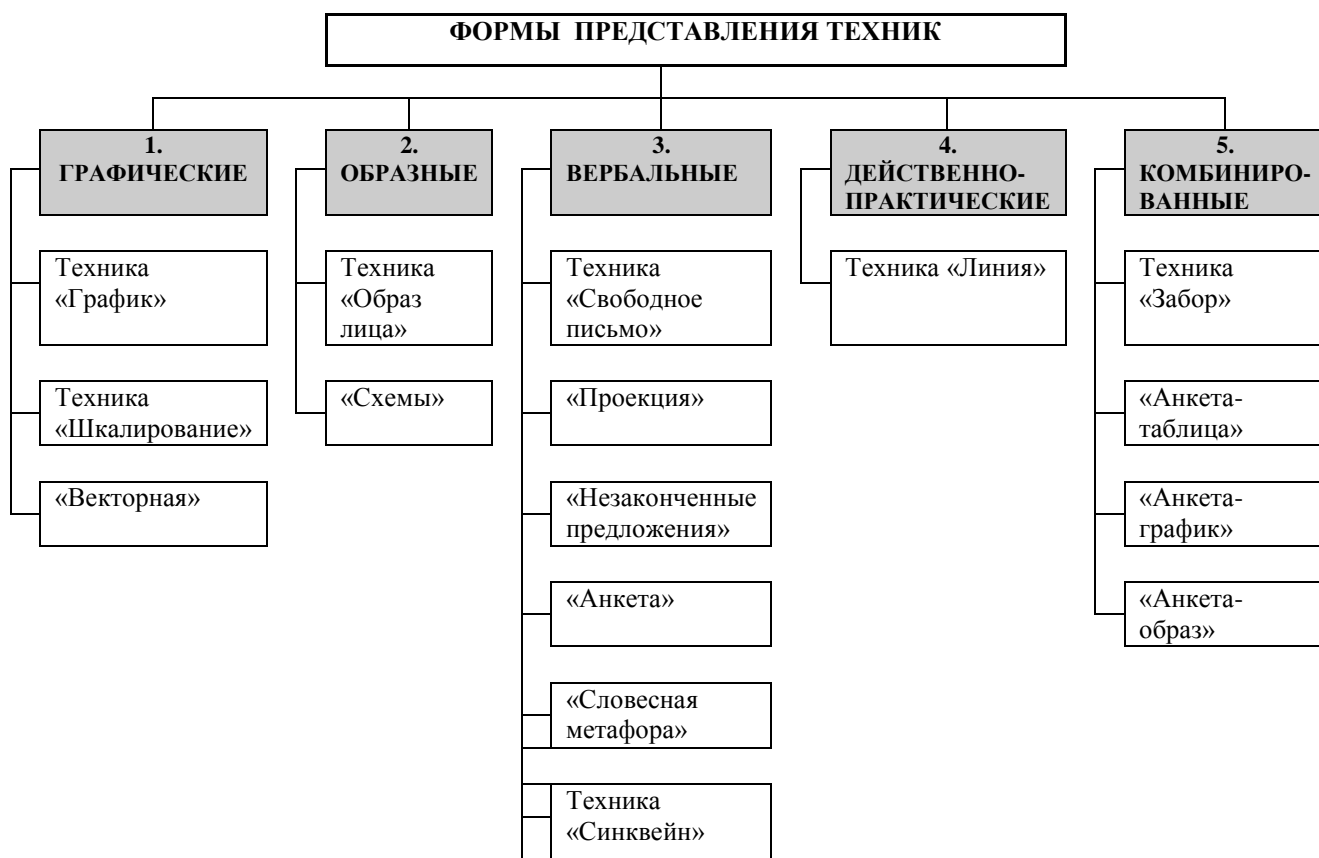 ФОРМЫ ПРЕДСТАВЛЕНИЯ ТЕХНИК
1.
ГРАФИЧЕСКИЕ
Техника
«График»
Техника
«Шкалирование»
«Векторная»
2.
ОБРАЗНЫЕ
Техника
«Образ
лица»
«Схемы»
3.
ВЕРБАЛЬНЫЕ
Техника
«Свободное
письмо»
«Проекция»
«Незаконченные
предложения»
«Анкета»
«Словесная
метафора»
Техника
«Синквейн»
4.
ДЕЙСТВЕННО-
ПРАКТИЧЕСКИЕ
Техника «Линия»
5.
КОМБИНИРО-
ВАННЫЕ
Техника
«Забор»
«Анкета-
таблица»
«Анкета-
график»
«Анкета-
образ»